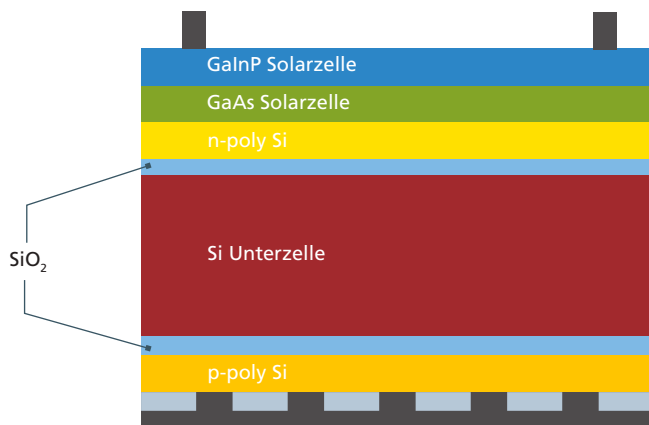 GaInP Solarzelle
GaAs Solarzelle
n-poly Si
SiO₂
Si Unterzelle
p-poly Si